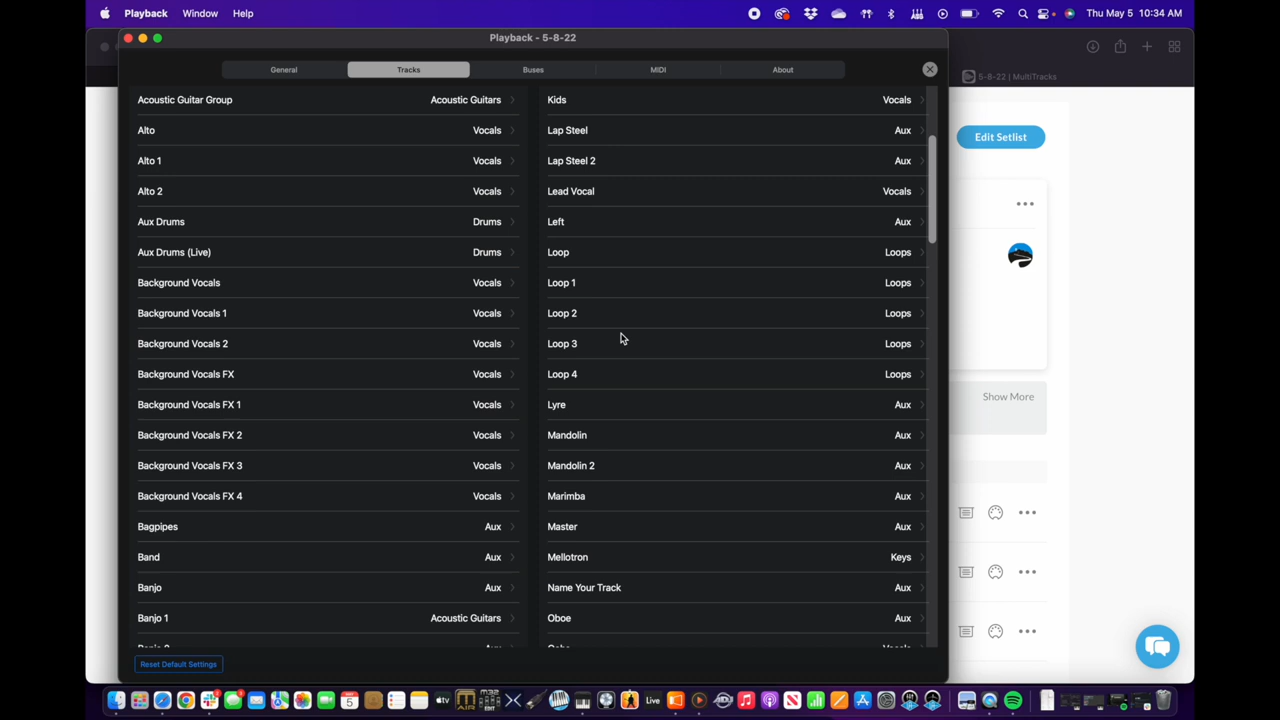 Playback Window Help Thu May 5 10:34 AM
Playback - 5-8-22
General Tracks Buses MIDI About
5-8-22 | MultiTracks
Edit Setlist
Show More
Acoustic Guitar Group Acoustic Guitars
Alto Vocals
Alto 1 Vocals
Alto 2 Vocals
Aux Drums Drums
Aux Drums (Live) Drums
Background Vocals Vocals
Background Vocals 1 Vocals
Background Vocals 2 Vocals
Background Vocals FX Vocals
Background Vocals FX 1 Vocals
Background Vocals FX 2 Vocals
Background Vocals FX 3 Vocals
Background Vocals FX 4 Vocals
Bagpipes Aux
Band Aux
Banjo Aux
Banjo 1 Acoustic Guitars
Kids Vocals
Lap Steel Aux
Lap Steel 2 Aux
Lead Vocal Vocals
Left Aux
Loop Loops
Loop 1 Loops
Loop 2 Loops
Loop 3 Loops
Loop 4 Loops
Lyre Aux
Mandolin Aux
Mandolin 2 Aux
Marimba Aux
Master Aux
Mellotron Keys
Name Your Track Aux
Oboe Aux
Reset Default Settings
Live